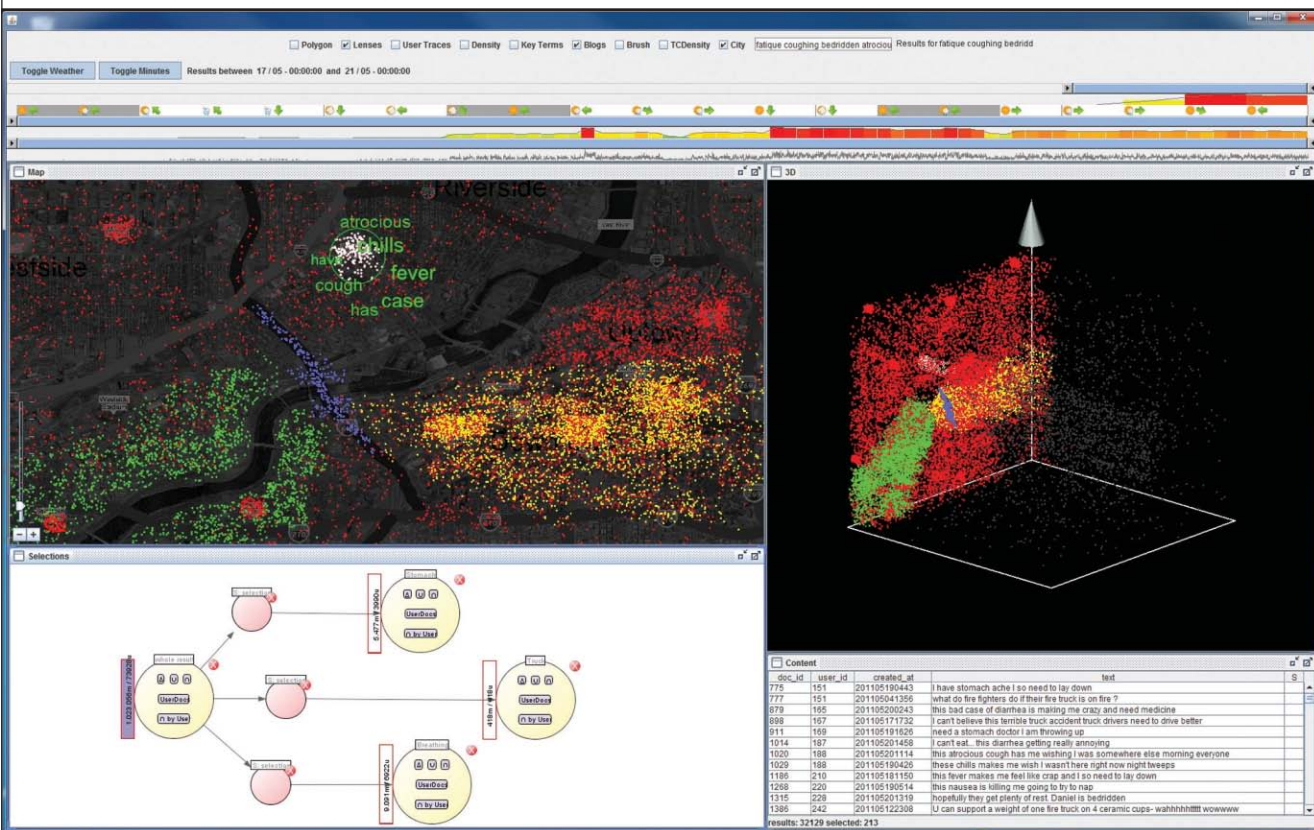 Polygon Lenses User Traces Density Key Terms Blogs Brush TCDensity City fatique coughing bedridden atrociou Results for fatique coughing bedridd
Toggle Weather Toggle Minutes Results between 17 / 05 - 00:00:00 and 21 / 05 - 00:00:00
Map
Riverside
atrocious
chills
have
fever
cough
case
has
3D
Selections
S. selection
Stomach
UserDocs
∩ by User
whole result
UserDocs
∩ by User
S. selection
Truck
UserDocs
∩ by User
418m / 418u
S. selection
Breathing
UserDocs
∩ by User
Content
doc_id user_id created_at text S
775 151 201105190443 I have stomach ache I so need to lay down
777 151 201105041356 what do fire fighters do if their fire truck is on fire ?
879 165 201105200243 this bad case of diarrhea is making me crazy and need medicine
898 167 201105171732 I can't believe this terrible truck accident truck drivers need to drive better
911 169 201105191626 need a stomach doctor I am throwing up
1014 187 201105201458 I can't eat... this diarrhea getting really annoying
1020 188 201105201114 this atrocious cough has me wishing I was somewhere else morning everyone
1029 188 201105190426 these chills makes me wish I wasn't here right now night tweeps
1186 210 201105181150 this fever makes me feel like crap and I so need to lay down
1268 220 201105190514 this nausea is killing me going to try to nap
1315 228 201105201319 hopefully they get plenty of rest. Daniel is bedridden
1386 242 201105122308 U can support a weight of one fire truck on 4 ceramic cups- wahhhhhttttt wowwww
results: 32129 selected: 213